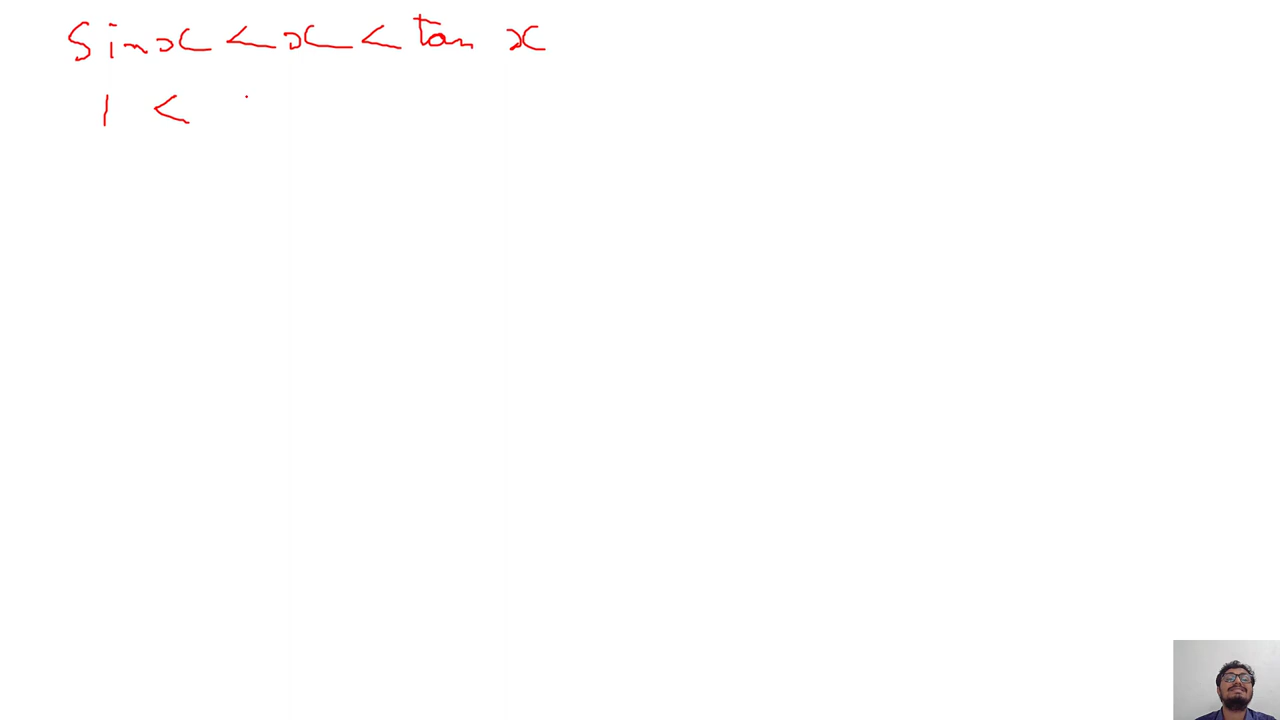 sin x < x < tan x
1 <